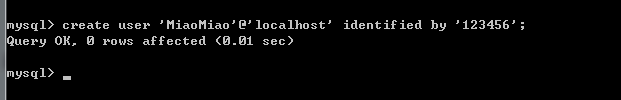 mysql> create user 'MiaoMiao'@'localhost' identified by '123456';
Query OK, 0 rows affected (0.01 sec)
mysql> _